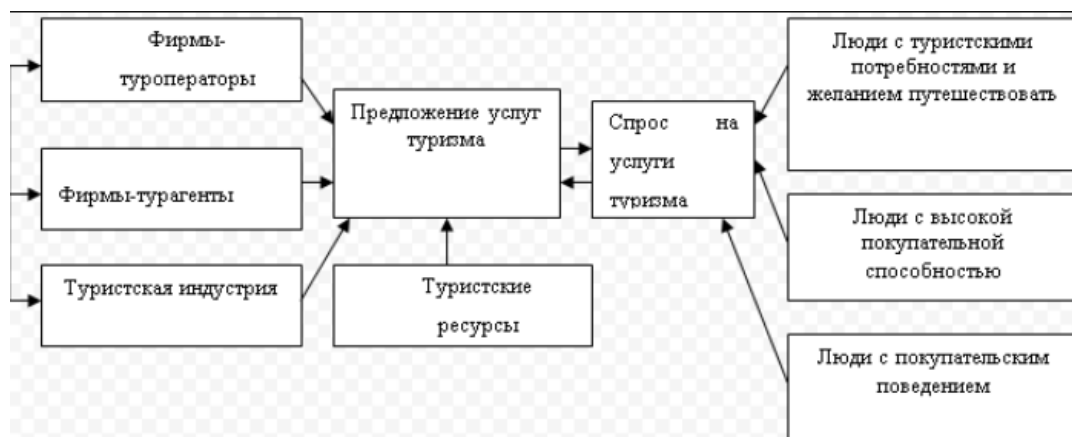 Фирмы-
туроператоры
Фирмы-турагенты
Туристская индустрия
Предложение услуг
туризма
Туристские
ресурсы
Спрос на
услуги
туризма
Люди с туристскими
потребностями и
желанием путешествовать
Люди с высокой
покупательной
способностью
Люди с покупательским
поведением